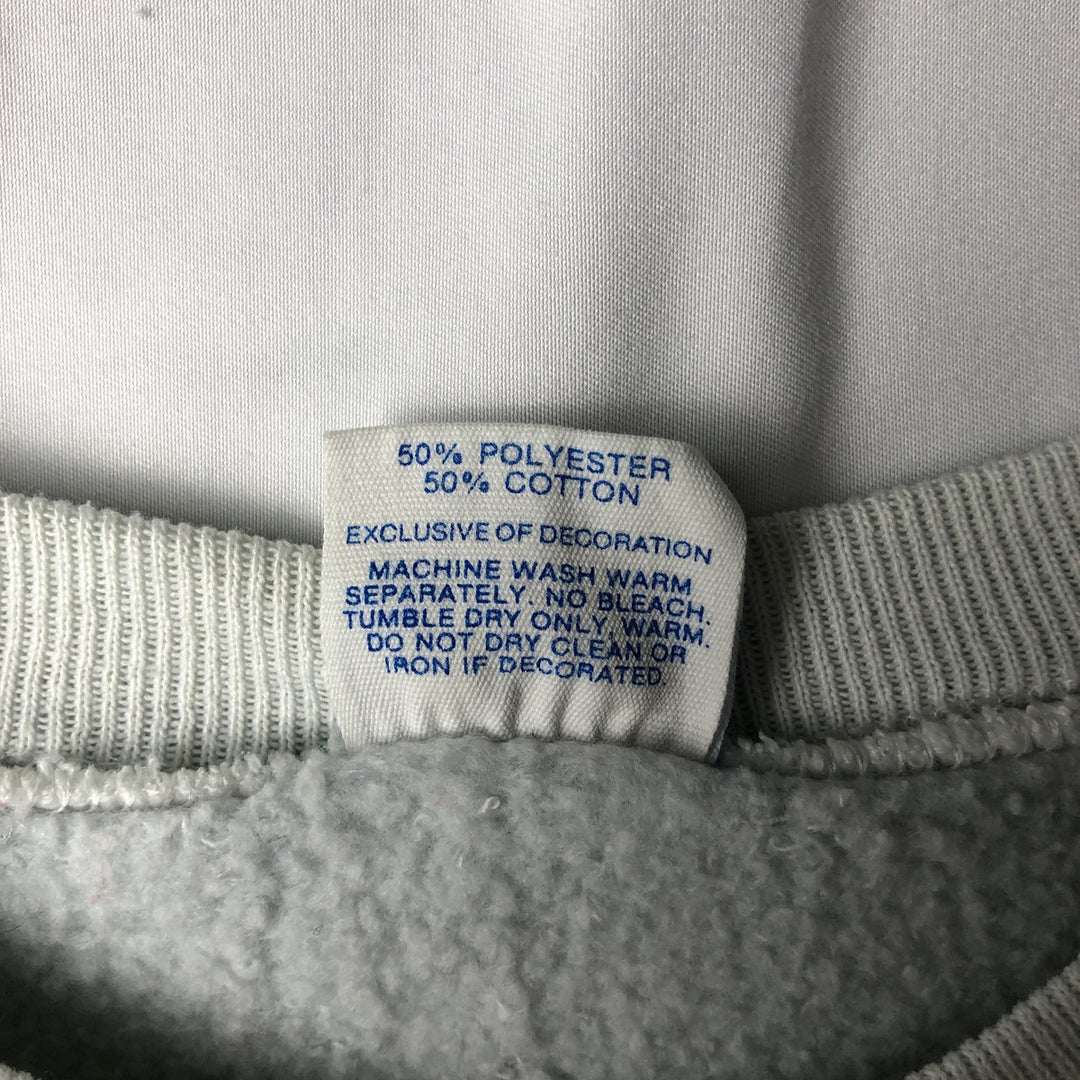 50% POLYESTER
50% COTTON
EXCLUSIVE OF DECORATION
MACHINE WASH WARM
SEPARATELY. NO BLEACH.
TUMBLE DRY ONLY, WARM.
DO NOT DRY CLEAN OR
IRON IF DECORATED.